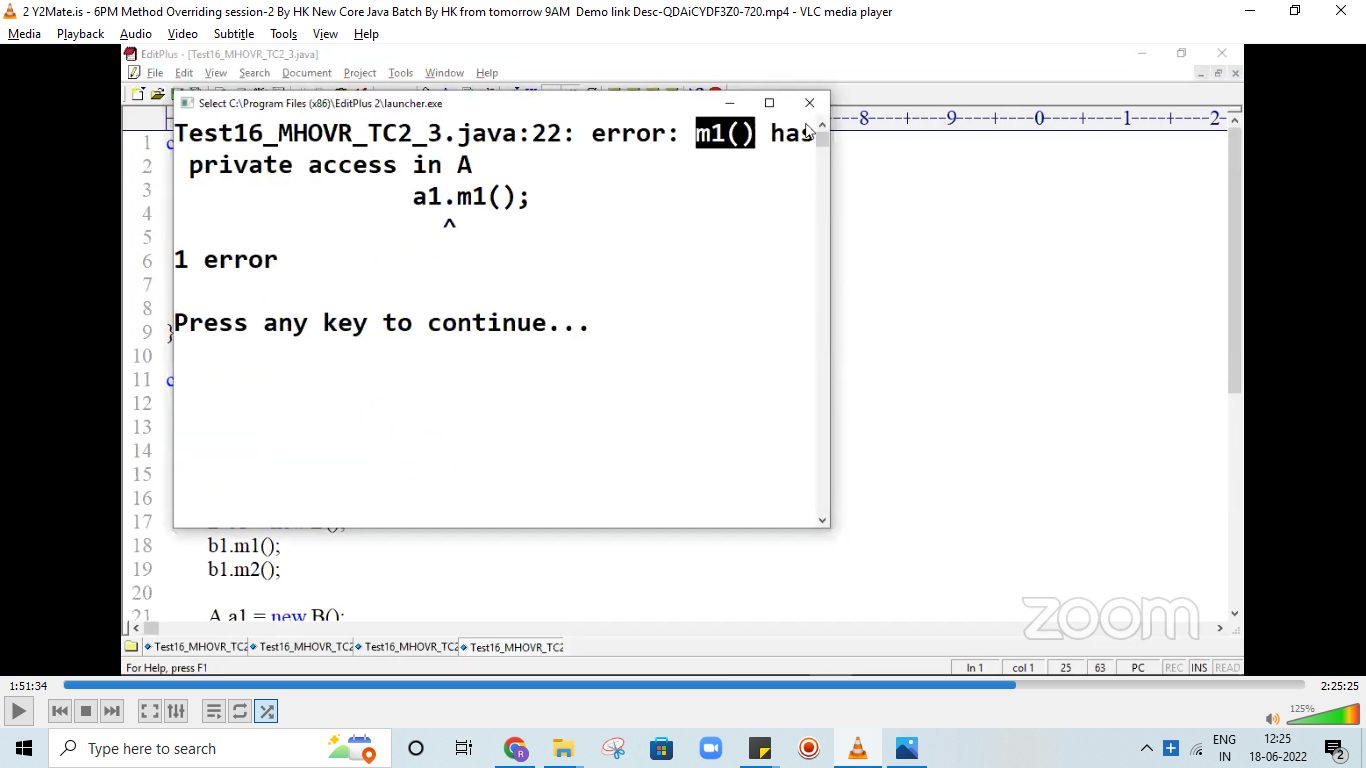 2 Y2Mate.is - 6PM Method Overriding session-2 By HK New Core Java Batch By HK from tomorrow 9AM  Demo link Desc-QDAiCYDF3Z0-720.mp4 - VLC media player
Media Playback Audio Video Subtitle Tools View Help
EditPlus - [Test16_MHOVR_TC2_3.java]
File Edit View Search Document Project Tools Window Help
Select C:\Program Files (x86)\EditPlus 2\launcher.exe
----8----+----9----+----0----+----1----+----2-
Test16_MHOVR_TC2_3.java:22: error: m1() has
private access in A
a1.m1();
^
1 error
Press any key to continue...
1
2
3
4
5
6
7
8
9 }
10
11
12
13
14
15
16
17
18 b1.m1();
19 b1.m2();
20
21 A a1 = new B();
zoom
Test16_MHOVR_TC2 Test16_MHOVR_TC2 Test16_MHOVR_TC2 Test16_MHOVR_TC2
For Help, press F1 ln 1 col 1 25 63 PC REC INS READ
1:51:34 2:25:25
125%
Type here to search ENG IN 12:25 18-06-2022 2